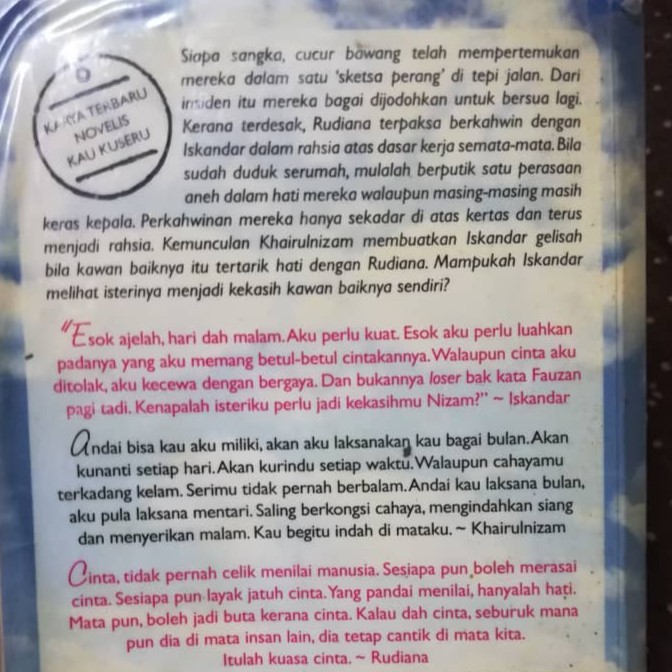 KARYA TERBARU
NOVELIS
KAU KUSERU
Siapa sangka, cucur bawang telah mempertemukan
mereka dalam satu 'sketsa perang' di tepi jalan. Dari
insiden itu mereka bagai dijodohkan untuk bersua lagi.
Kerana terdesak, Rudiana terpaksa berkahwin dengan
Iskandar dalam rahsia atas dasar kerja semata-mata. Bila
sudah duduk serumah, mulalah berputik satu perasaan
aneh dalam hati mereka walaupun masing-masing masih
keras kepala. Perkahwinan mereka hanya sekadar di atas kertas dan terus
menjadi rahsia. Kemunculan Khairulnizam membuatkan Iskandar gelisah
bila kawan baiknya itu tertarik hati dengan Rudiana. Mampukah Iskandar
melihat isterinya menjadi kekasih kawan baiknya sendiri?
"Esok ajelah, hari dah malam. Aku perlu kuat. Esok aku perlu luahkan
padanya yang aku memang betul-betul cintakannya. Walaupun cinta aku
ditolak, aku kecewa dengan bergaya. Dan bukannya loser bak kata Fauzan
pagi tadi. Kenapalah isteriku perlu jadi kekasihmu Nizam?" ~ Iskandar
Andai bisa kau aku miliki, akan aku laksanakan kau bagai bulan. Akan
kunanti setiap hari. Akan kurindu setiap waktu. Walaupun cahayamu
terkadang kelam. Serimu tidak pernah berbalam. Andai kau laksana bulan,
aku pula laksana mentari. Saling berkongsi cahaya, mengindahkan siang
dan menyerikan malam. Kau begitu indah di mataku. ~ Khairulnizam
Cinta, tidak pernah celik menilai manusia. Sesiapa pun boleh merasai
cinta. Sesiapa pun layak jatuh cinta. Yang pandai menilai, hanyalah hati.
Mata pun, boleh jadi buta kerana cinta. Kalau dah cinta, seburuk mana
pun dia di mata insan lain, dia tetap cantik di mata kita.
Itulah kuasa cinta. ~ Rudiana